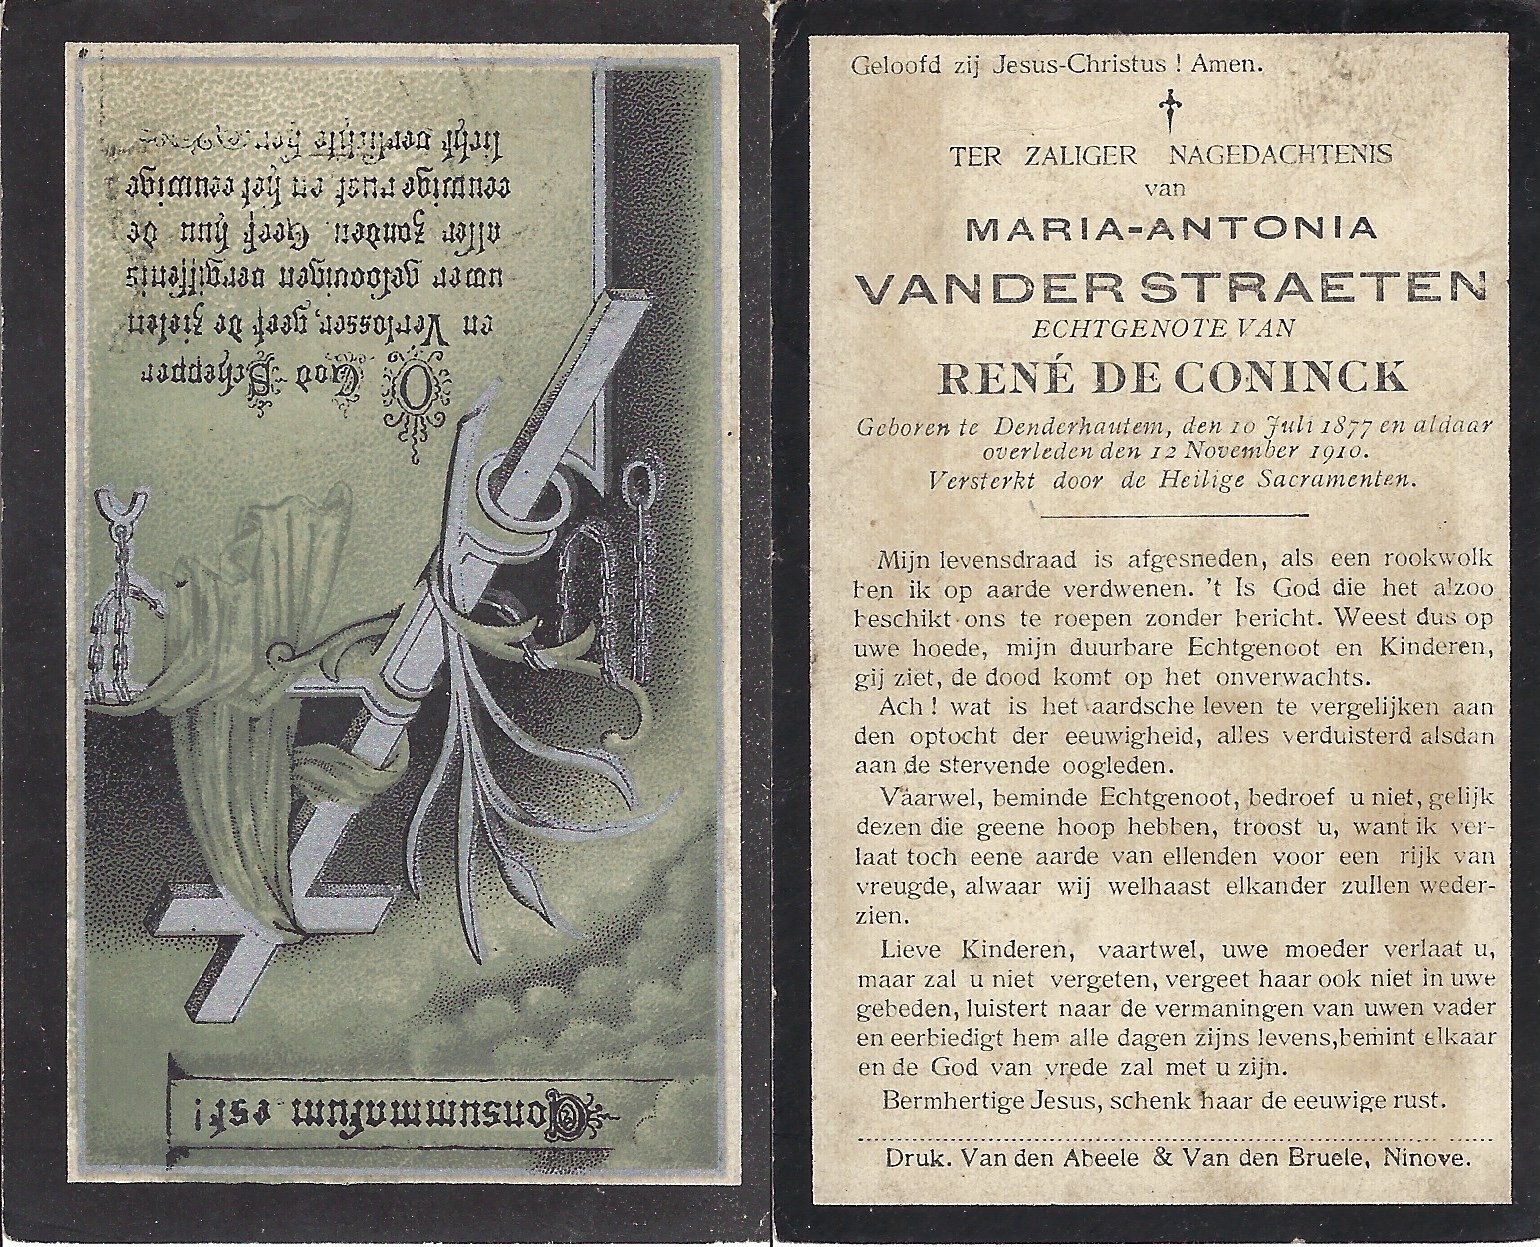 Consummatum est!
O God Schepper
en Verlosser, geef de zielen
uwer geloovigen vergiffenis
aller zonden. Geef hun de
eeuwige rust en het eeuwige
licht verlichte hen.
Geloofd zij Jesus-Christus ! Amen.
TER ZALIGER NAGEDACHTENIS
van
MARIA-ANTONIA
VANDER STRAETEN
ECHTGENOTE VAN
RENÉ DE CONINCK
Geboren te Denderhautem, den 10 Juli 1877 en aldaar
overleden den 12 November 1910.
Versterkt door de Heilige Sacramenten.
Mijn levensdraad is afgesneden, als een rookwolk
ben ik op aarde verdwenen. 't Is God die het alzoo
beschikt ons te roepen zonder bericht. Weest dus op
uwe hoede, mijn duurbare Echtgenoot en Kinderen,
gij ziet, de dood komt op het onverwachts.
Ach ! wat is het aardsche leven te vergelijken aan
den optocht der eeuwigheid, alles verduisterd alsdan
aan de stervende oogleden.
Vaarwel, beminde Echtgenoot, bedroef u niet, gelijk
dezen die geene hoop hebben, troost u, want ik ver-
laat toch eene aarde van ellenden voor een rijk van
vreugde, alwaar wij welhaast elkander zullen weder-
zien.
Lieve Kinderen, vaartwel, uwe moeder verlaat u,
maar zal u niet vergeten, vergeet haar ook niet in uwe
gebeden, luistert naar de vermaningen van uwen vader
en eerbiedigt hem alle dagen zijns levens, bemint elkaar
en de God van vrede zal met u zijn.
Bermhertige Jesus, schenk haar de eeuwige rust.
Druk. Van den Abeele & Van den Bruele, Ninove.